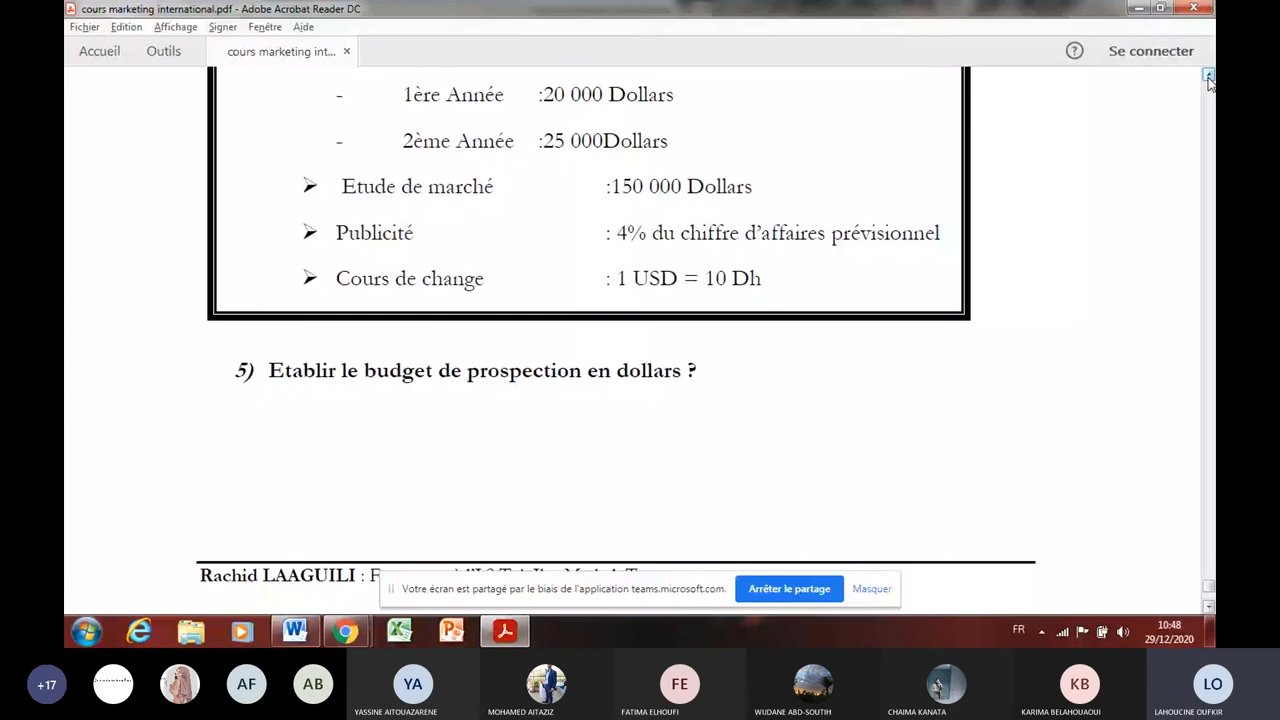 cours marketing international.pdf - Adobe Acrobat Reader DC
Fichier Edition Affichage Signer Fenêtre Aide
Accueil Outils cours marketing int... × ? Se connecter
- 1ère Année :20 000 Dollars
- 2ème Année :25 000Dollars
➢ Etude de marché :150 000 Dollars
➢ Publicité : 4% du chiffre d’affaires prévisionnel
➢ Cours de change : 1 USD = 10 Dh
5) Etablir le budget de prospection en dollars ?
Rachid LAAGUILI :
Votre écran est partagé par le biais de l'application teams.microsoft.com. Arrêter le partage Masquer
FR 10:48
29/12/2020
+17 AF AB YA FE KB LO
YASSINE AITOUAZARENE MOHAMED AITAZIZ FATIMA ELHOUFI WIJDANE ABD-SOUTIH CHAIMA KANATA KARIMA BELAHOUAOUI LAHOUCINE OUFKIR